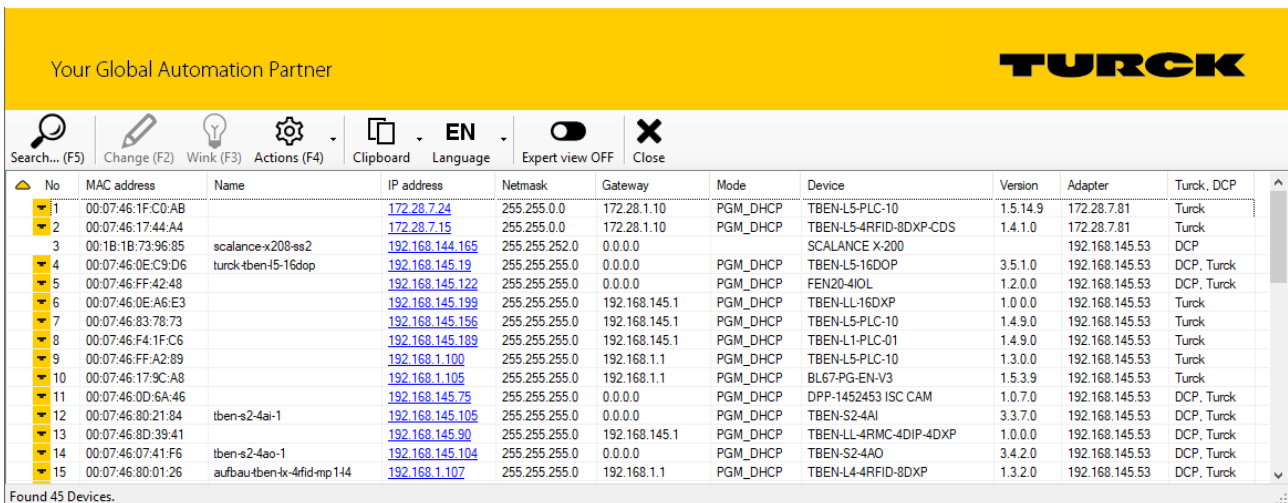 Your Global Automation Partner
TURCK
Search... (F5) Change (F2) Wink (F3) Actions (F4) Clipboard EN Language Expert view OFF Close
No MAC address Name IP address Netmask Gateway Mode Device Version Adapter Turck, DCP
1 00:07:46:1F:C0:AB 172.28.7.24 255.255.0.0 172.28.1.10 PGM_DHCP TBEN-L5-PLC-10 1.5.14.9 172.28.7.81 Turck
2 00:07:46:17:44:A4 172.28.7.15 255.255.0.0 172.28.1.10 PGM_DHCP TBEN-L5-4RFID-8DXP-CDS 1.4.1.0 172.28.7.81 Turck
3 00:1B:1B:73:96:85 scalance-x208-ss2 192.168.144.165 255.255.252.0 0.0.0.0 SCALANCE X-200 192.168.145.53 DCP
4 00:07:46:0E:C9:D6 turck-tben-l5-16dop 192.168.145.19 255.255.255.0 0.0.0.0 PGM_DHCP TBEN-L5-16DOP 3.5.1.0 192.168.145.53 DCP, Turck
5 00:07:46:FF:42:48 192.168.145.122 255.255.255.0 0.0.0.0 PGM_DHCP FEN20-4IOL 1.2.0.0 192.168.145.53 DCP, Turck
6 00:07:46:0E:A6:E3 192.168.145.199 255.255.255.0 192.168.145.1 PGM_DHCP TBEN-LL-16DXP 1.0.0.0 192.168.145.53 Turck
7 00:07:46:83:78:73 192.168.145.156 255.255.255.0 192.168.145.1 PGM_DHCP TBEN-L5-PLC-10 1.4.9.0 192.168.145.53 Turck
8 00:07:46:F4:1F:C6 192.168.145.189 255.255.255.0 192.168.145.1 PGM_DHCP TBEN-L1-PLC-01 1.4.9.0 192.168.145.53 Turck
9 00:07:46:FF:A2:89 192.168.1.100 255.255.255.0 192.168.1.1 PGM_DHCP TBEN-L5-PLC-10 1.3.0.0 192.168.145.53 Turck
10 00:07:46:17:9C:A8 192.168.1.105 255.255.255.0 192.168.1.1 PGM_DHCP BL67-PG-EN-V3 1.5.3.9 192.168.145.53 Turck
11 00:07:46:0D:6A:46 192.168.145.75 255.255.255.0 0.0.0.0 PGM_DHCP DPP-1452453 ISC CAM 1.0.7.0 192.168.145.53 DCP, Turck
12 00:07:46:80:21:84 tben-s2-4ai-1 192.168.145.105 255.255.255.0 0.0.0.0 PGM_DHCP TBEN-S2-4AI 3.3.7.0 192.168.145.53 DCP, Turck
13 00:07:46:8D:39:41 192.168.145.90 255.255.255.0 192.168.145.1 PGM_DHCP TBEN-LL-4RMC-4DIP-4DXP 1.0.0.0 192.168.145.53 DCP, Turck
14 00:07:46:07:41:F6 tben-s2-4ao-1 192.168.145.104 255.255.255.0 0.0.0.0 PGM_DHCP TBEN-S2-4AO 3.4.2.0 192.168.145.53 DCP, Turck
15 00:07:46:80:01:26 aufbau-tben-lx-4rfid-mp1-l4 192.168.1.107 255.255.255.0 192.168.1.1 PGM_DHCP TBEN-L4-4RFID-8DXP 1.3.2.0 192.168.145.53 DCP, Turck
Found 45 Devices.